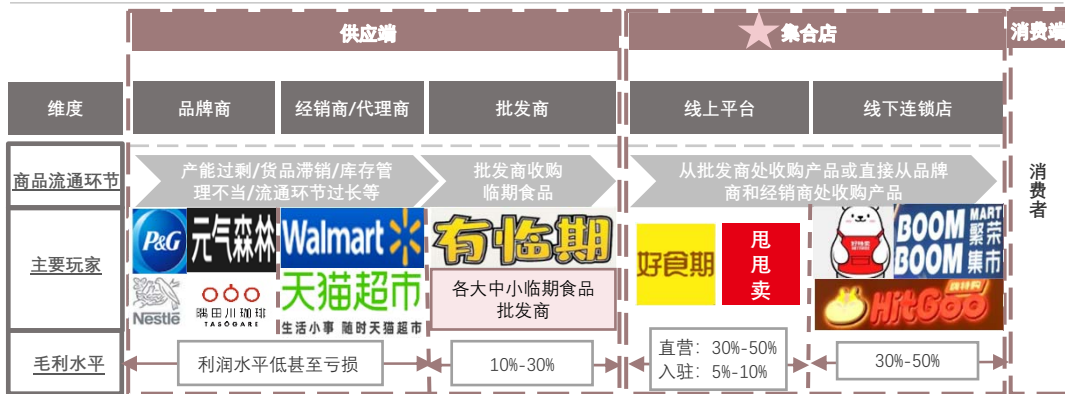 供应端
集合店
消费端
维度
品牌商
经销商/代理商
批发商
线上平台
线下连锁店
商品流通环节
产能过剩/货品滞销/库存管
理不当/流通环节过长等
批发商收购
临期食品
从批发商处收购产品或直接从品牌
商和经销商处收购产品
消费者
主要玩家
P&G
元气森林
Nestlé
隅田川珈琲
TASOGARE
Walmart
天猫超市
生活小事 随时天猫超市
有临期
各大中小临期食品
批发商
好食期
甩
甩
卖
BOOM MART
BOOM
繁荣
集市
HitGoo
毛利水平
利润水平低甚至亏损
10%-30%
直营：30%-50%
入驻：5%-10%
30%-50%